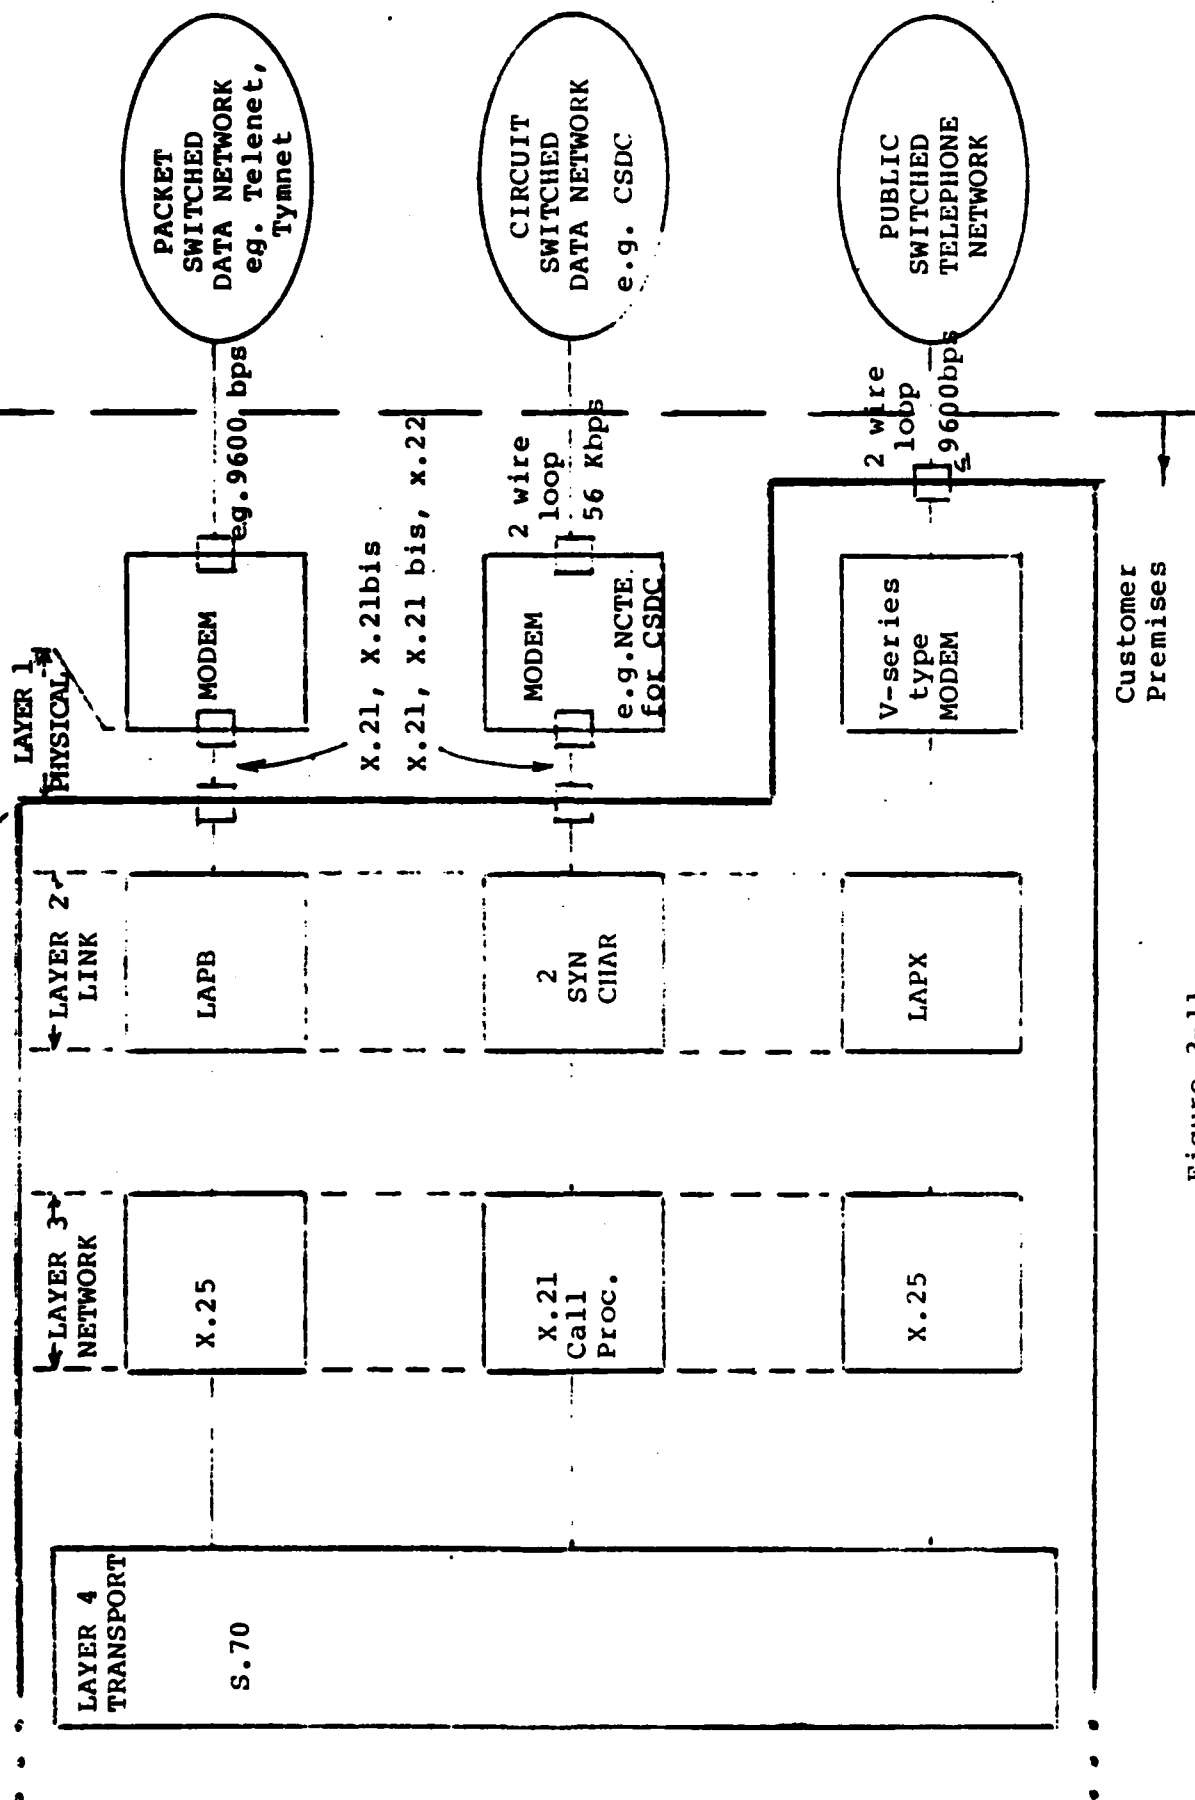 LAYER 4
TRANSPORT
S.70
LAYER 3
NETWORK
X.25
X.21
Call
Proc.
X.25
LAYER 2
LINK
LAPB
2
SYN
CHAR
LAPX
LAYER 1
PHYSICAL
MODEM
X.21, X.21bis
X.21, X.21 bis, x.22
MODEM
e.g.NCTE
for CSDC
V-series
type
MODEM
eg.9600 bps
2 wire
loop
56 Kbps
2 wire
loop
≤ 9600bps
PACKET
SWITCHED
DATA NETWORK
eg. Telenet,
Tymnet
CIRCUIT
SWITCHED
DATA NETWORK
e.g. CSDC
PUBLIC
SWITCHED
TELEPHONE
NETWORK
Customer
Premises